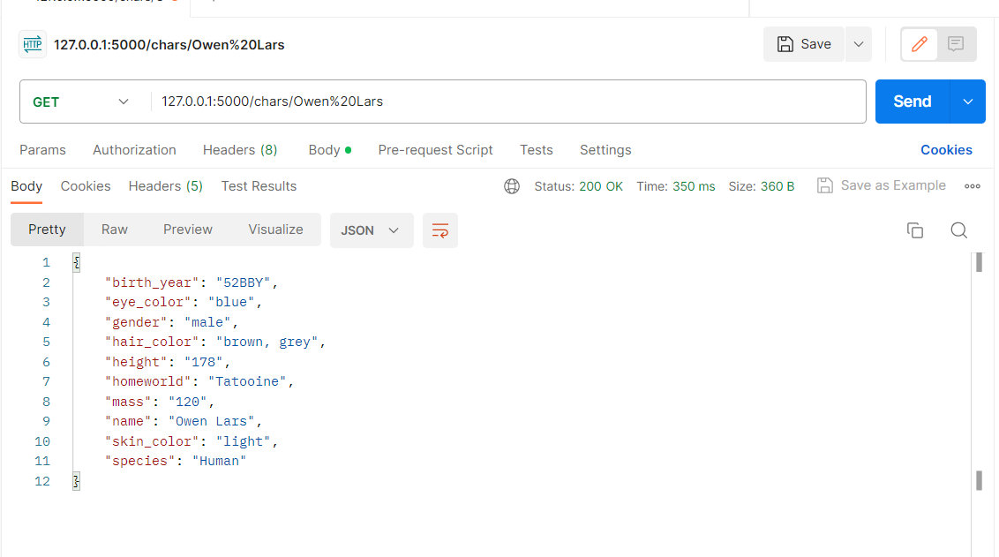 HTTP 127.0.0.1:5000/chars/Owen%20Lars Save
GET 127.0.0.1:5000/chars/Owen%20Lars Send
Params Authorization Headers (8) Body Pre-request Script Tests Settings Cookies
Body Cookies Headers (5) Test Results Status: 200 OK Time: 350 ms Size: 360 B Save as Example
Pretty Raw Preview Visualize JSON
1 {
2 "birth_year": "52BBY",
3 "eye_color": "blue",
4 "gender": "male",
5 "hair_color": "brown, grey",
6 "height": "178",
7 "homeworld": "Tatooine",
8 "mass": "120",
9 "name": "Owen Lars",
10 "skin_color": "light",
11 "species": "Human"
12 }